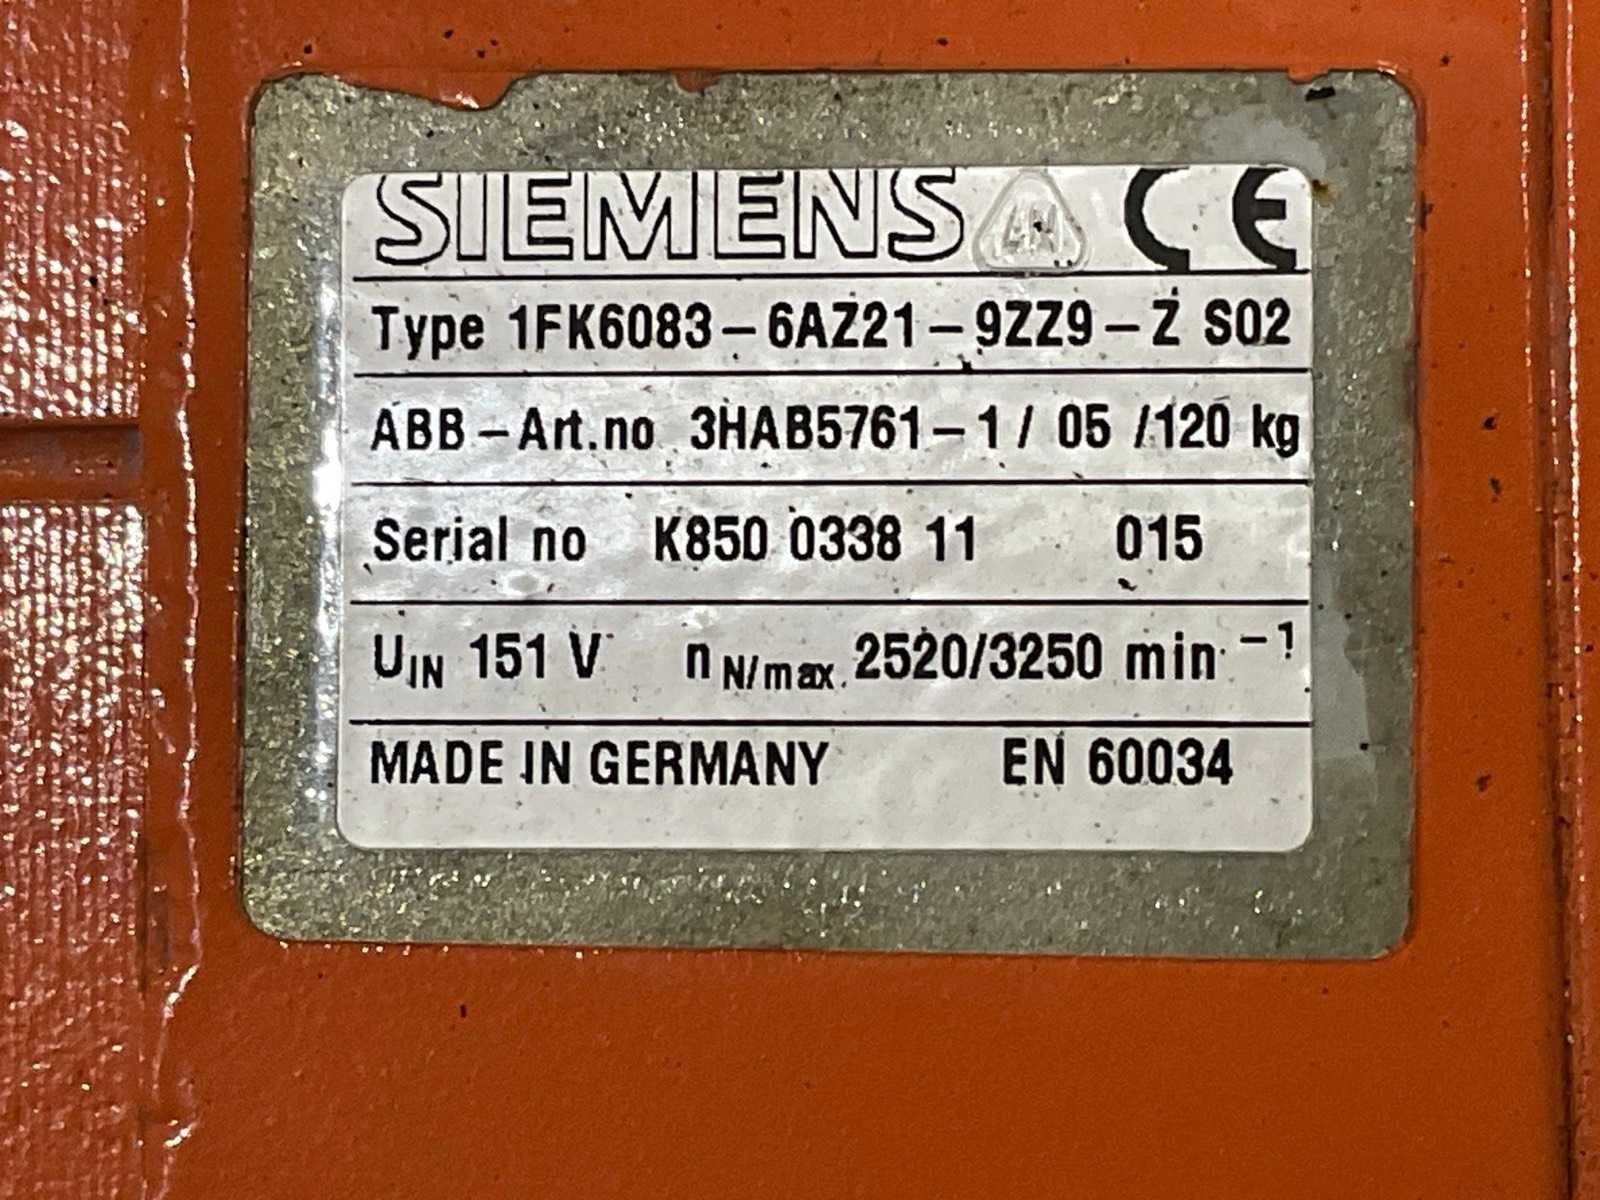 SIEMENS CE
Type 1FK6083-6AZ21-9ZZ9-Z S02
ABB-Art.no 3HAB5761-1/ 05 /120 kg
Serial no K850 0338 11 015
UIN 151 V nN/max. 2520/3250 min-1
MADE IN GERMANY EN 60034